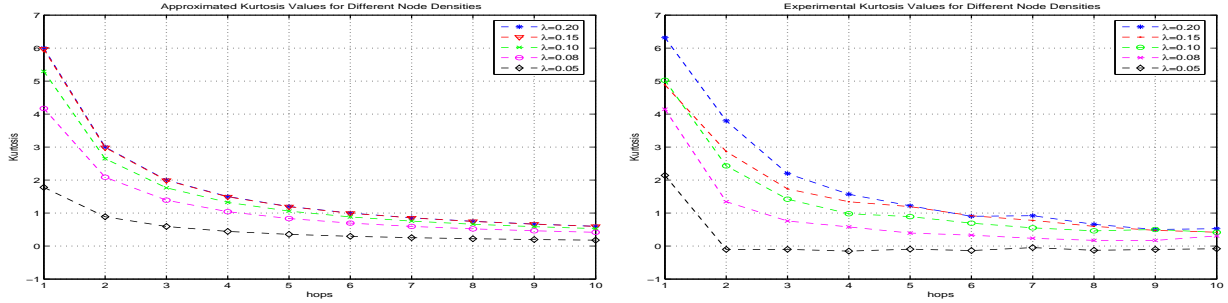 Approximated Kurtosis Values for Different Node Densities
7
6
5
4
3
2
1
0
−1
Kurtosis
1 2 3 4 5 6 7 8 9 10
hops
λ=0.20
λ=0.15
λ=0.10
λ=0.08
λ=0.05
Experimental Kurtosis Values for Different Node Densities
7
6
5
4
3
2
1
0
−1
Kurtosis
1 2 3 4 5 6 7 8 9 10
hops
λ=0.20
λ=0.15
λ=0.10
λ=0.08
λ=0.05